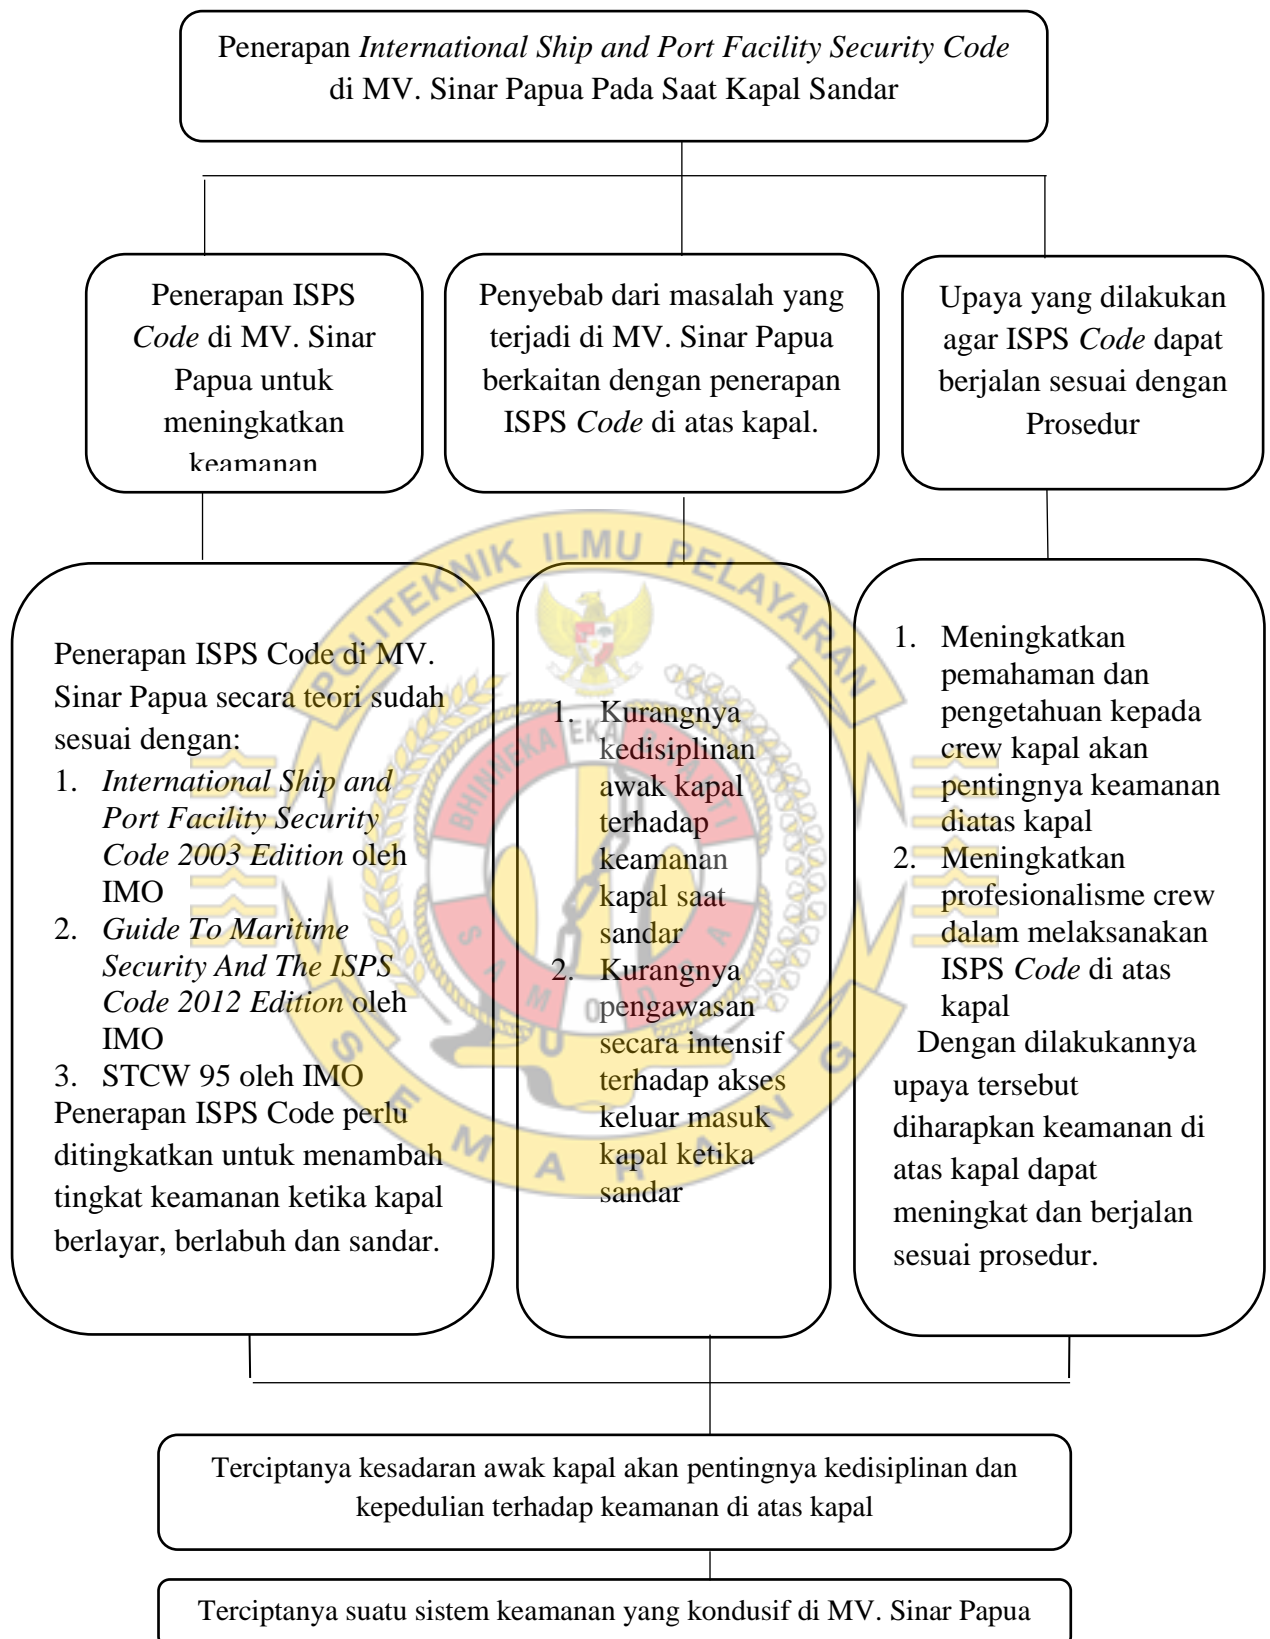 Penerapan International Ship and Port Facility Security Code
di MV. Sinar Papua Pada Saat Kapal Sandar
Penerapan ISPS
Code di MV. Sinar
Papua untuk
meningkatkan
keamanan
Penyebab dari masalah yang
terjadi di MV. Sinar Papua
berkaitan dengan penerapan
ISPS Code di atas kapal.
Upaya yang dilakukan
agar ISPS Code dapat
berjalan sesuai dengan
Prosedur
Penerapan ISPS Code di MV.
Sinar Papua secara teori sudah
sesuai dengan:
1. International Ship and
Port Facility Security
Code 2003 Edition oleh
IMO
2. Guide To Maritime
Security And The ISPS
Code 2012 Edition oleh
IMO
3. STCW 95 oleh IMO
Penerapan ISPS Code perlu
ditingkatkan untuk menambah
tingkat keamanan ketika kapal
berlayar, berlabuh dan sandar.
1. Kurangnya
kedisiplinan
awak kapal
terhadap
keamanan
kapal saat
sandar
2. Kurangnya
pengawasan
secara intensif
terhadap akses
keluar masuk
kapal ketika
sandar
1. Meningkatkan
pemahaman dan
pengetahuan kepada
crew kapal akan
pentingnya keamanan
diatas kapal
2. Meningkatkan
profesionalisme crew
dalam melaksanakan
ISPS Code di atas
kapal
Dengan dilakukannya
upaya tersebut
diharapkan keamanan di
atas kapal dapat
meningkat dan berjalan
sesuai prosedur.
POLITEKNIK ILMU PELAYARAN
SEMARANG
BHINNEKA EKA BHAKTI
Terciptanya kesadaran awak kapal akan pentingnya kedisiplinan dan
kepedulian terhadap keamanan di atas kapal
Terciptanya suatu sistem keamanan yang kondusif di MV. Sinar Papua